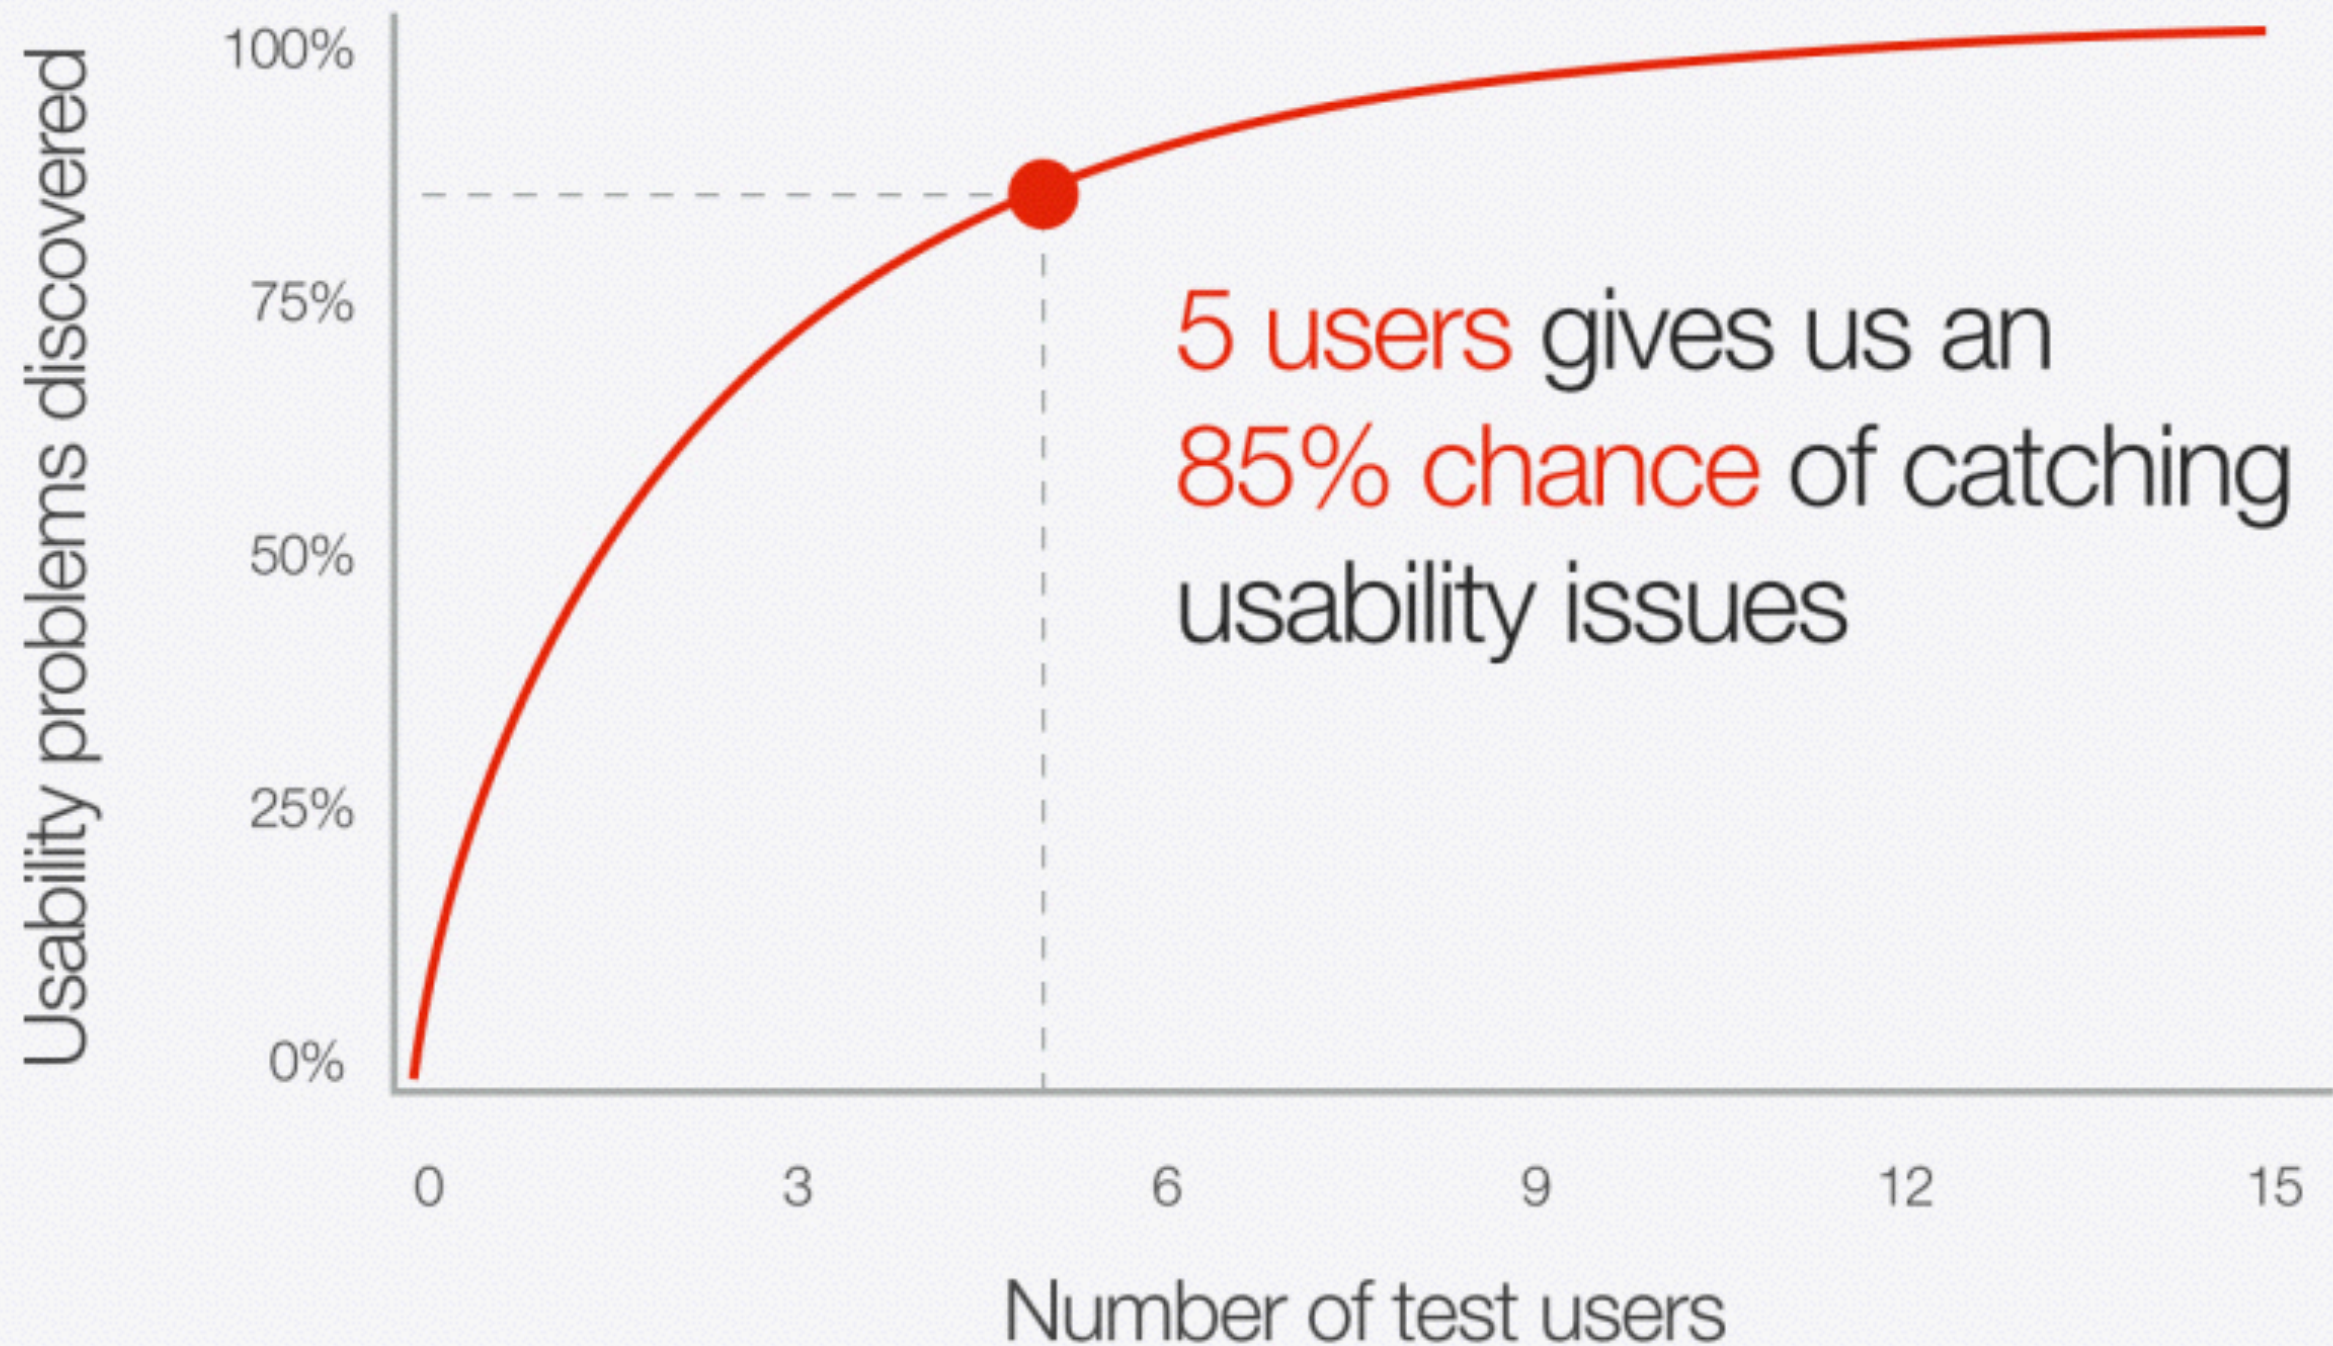 Usability problems discovered
100%
75%
50%
25%
0%
5 users gives us an
85% chance of catching
usability issues
0 3 6 9 12 15
Number of test users